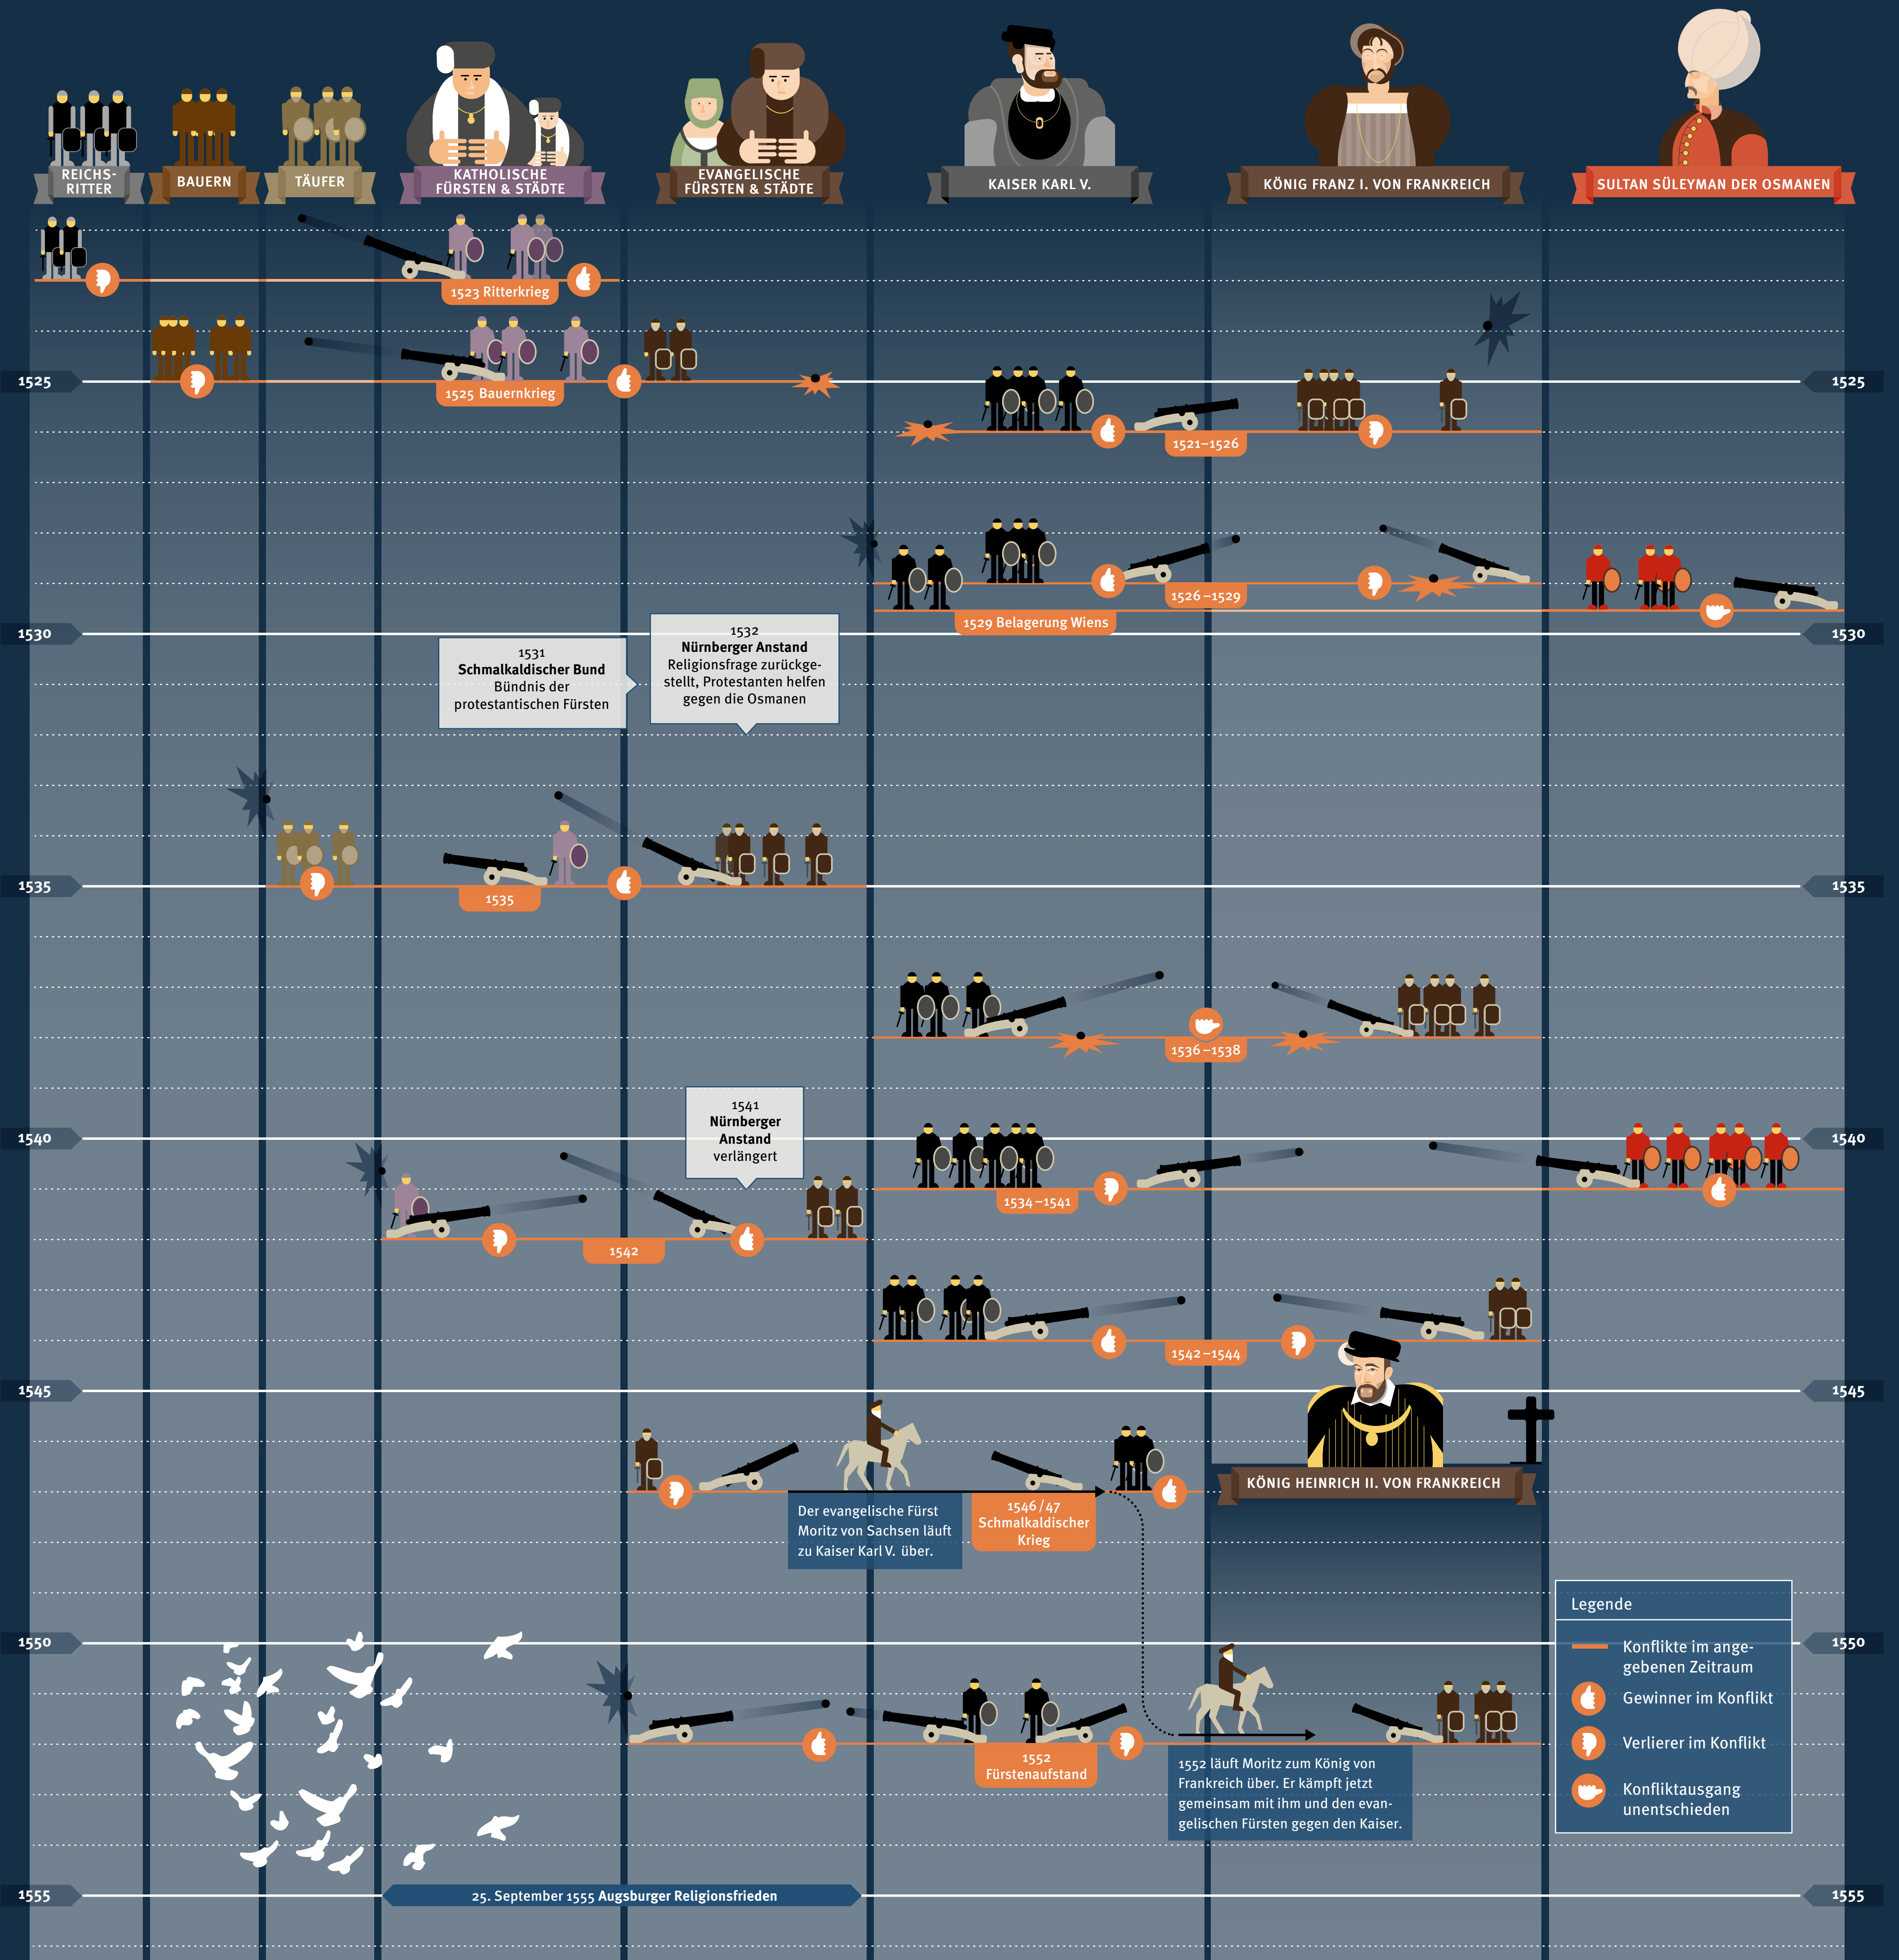 REICHS-
RITTER
BAUERN
TÄUFER
KATHOLISCHE
FÜRSTEN & STÄDTE
EVANGELISCHE
FÜRSTEN & STÄDTE
KAISER KARL V.
KÖNIG FRANZ I. VON FRANKREICH
SULTAN SÜLEYMAN DER OSMANEN
1523 Ritterkrieg
1525
1525 Bauernkrieg
1525
1521–1526
1526–1529
1529 Belagerung Wiens
1530
1530
1531
Schmalkaldischer Bund
Bündnis der
protestantischen Fürsten
1532
Nürnberger Anstand
Religionsfrage zurückge-
stellt, Protestanten helfen
gegen die Osmanen
1535
1535
1535
1536–1538
1540
1540
1541
Nürnberger
Anstand
verlängert
1534–1541
1542
1542–1544
1545
1545
KÖNIG HEINRICH II. VON FRANKREICH
Der evangelische Fürst
Moritz von Sachsen läuft
zu Kaiser Karl V. über.
1546/47
Schmalkaldischer
Krieg
1550
1550
1552
Fürstenaufstand
1552 läuft Moritz zum König von
Frankreich über. Er kämpft jetzt
gemeinsam mit ihm und den evan-
gelischen Fürsten gegen den Kaiser.
Legende
Konflikte im ange-
gebenen Zeitraum
Gewinner im Konflikt
Verlierer im Konflikt
Konfliktausgang
unentschieden
1555
25. September 1555 Augsburger Religionsfrieden
1555